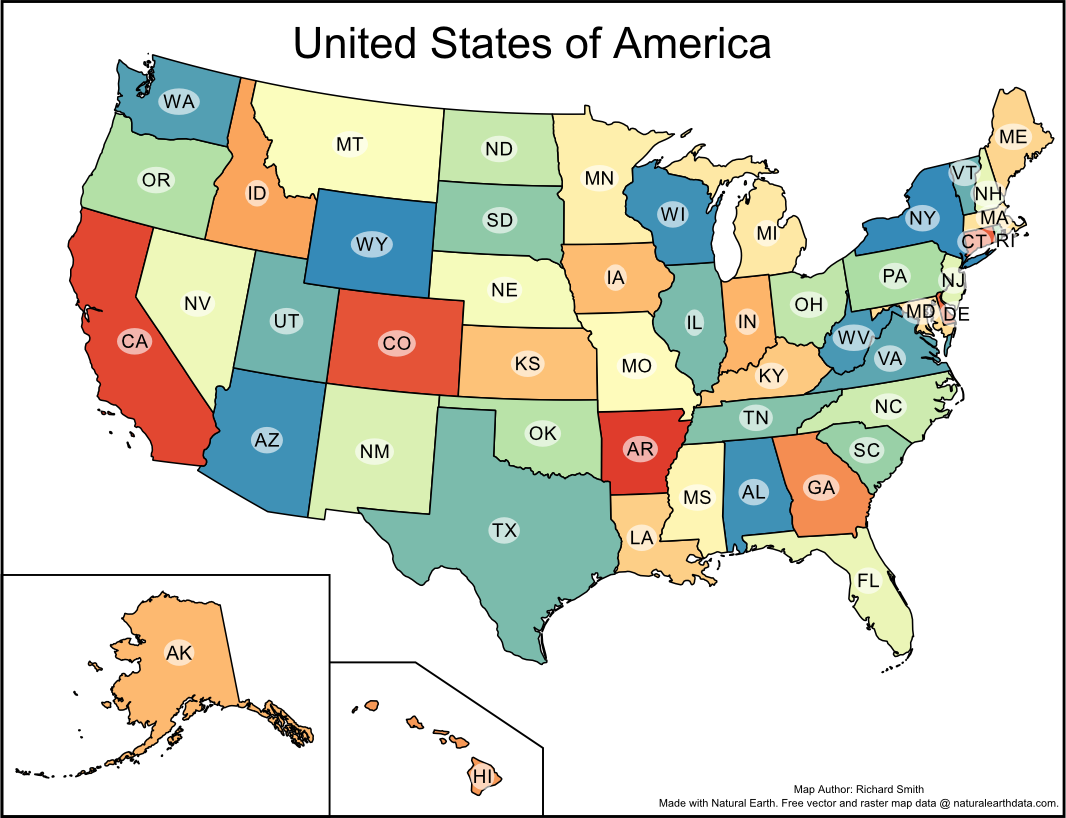 United States of America
WA
MT
ND
MN
ME
OR
ID
SD
WI
MI
VT
NH
NY
MA
CT
RI
WY
IA
PA
NJ
NE
NV
UT
CO
IL
IN
OH
MD
DE
CA
KS
MO
KY
WV
VA
AZ
NM
OK
AR
TN
NC
SC
TX
LA
MS
AL
GA
FL
AK
HI
Map Author: Richard Smith
Made with Natural Earth. Free vector and raster map data @ naturalearthdata.com.